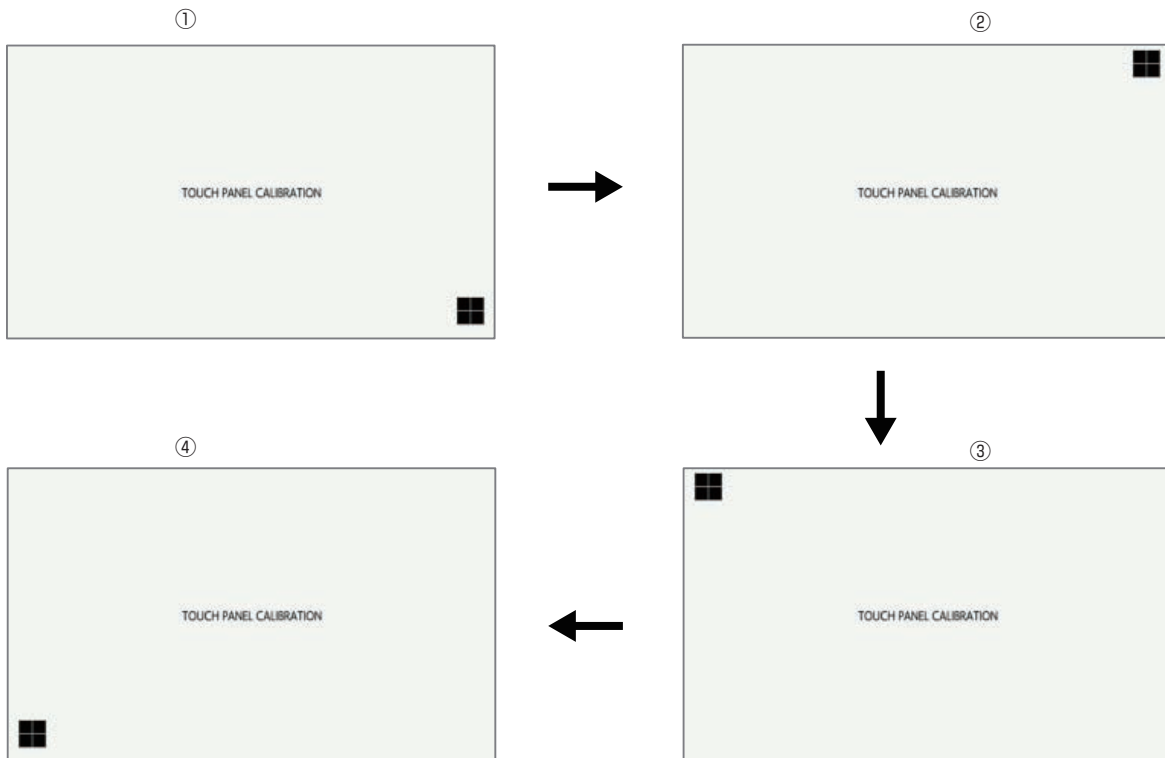 ①
TOUCH PANEL CALIBRATION
②
TOUCH PANEL CALIBRATION
③
TOUCH PANEL CALIBRATION
④
TOUCH PANEL CALIBRATION